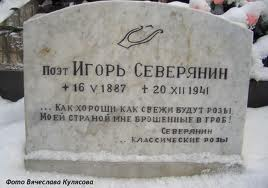 Поэт ИГОРЬ СЕВЕРЯНИН
+ 16 V 1887 + 20 XII 1941
... КАК ХОРОШИ, КАК СВЕЖИ БУДУТ РОЗЫ
МОЕЙ СТРАНОЙ МНЕ БРОШЕННЫЕ В ГРОБ!
СЕВЕРЯНИН
„КЛАССИЧЕСКИЕ РОЗЫ"
Фото Вячеслава Кулясова